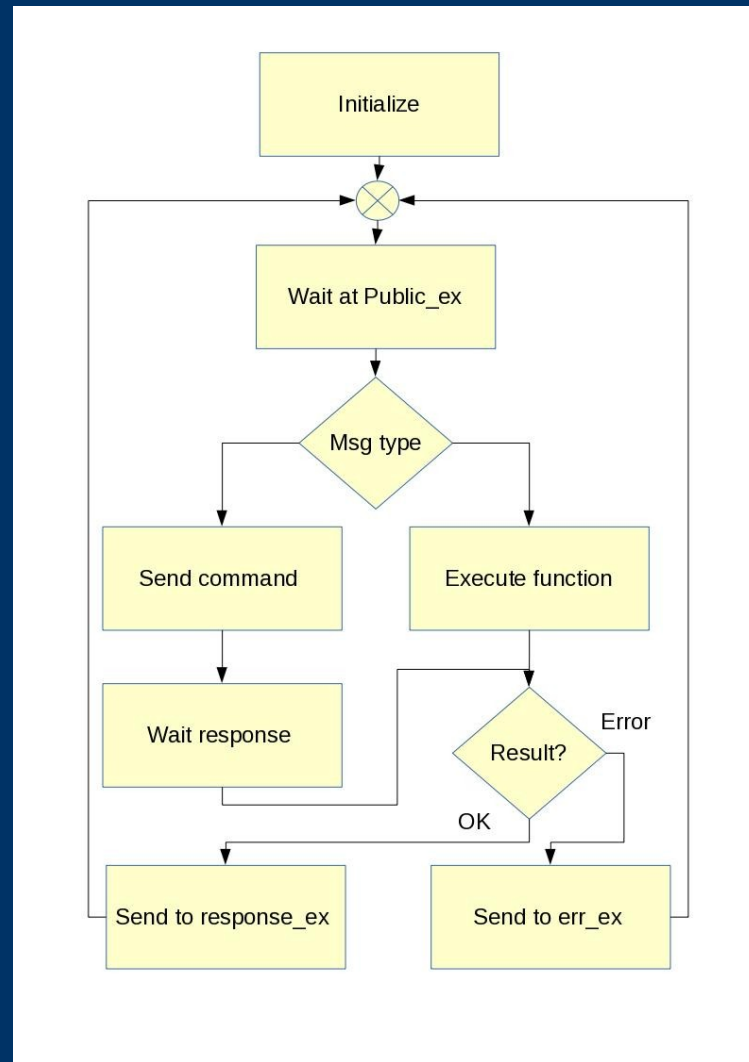 Initialize
Wait at Public_ex
Msg type
Send command
Execute function
Wait response
Error
Result?
OK
Send to response_ex
Send to err_ex